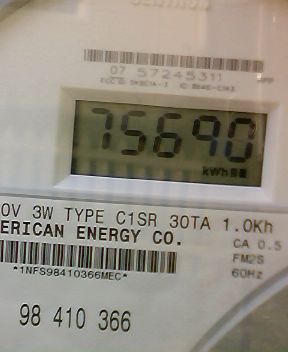 07 57245311
75690
kWh
0V 3W TYPE C1SR 30TA 1.0Kh
ERICAN ENERGY CO.
CA 0.5
FM2S
*1NFS98410366MEC*
60Hz
98 410 366